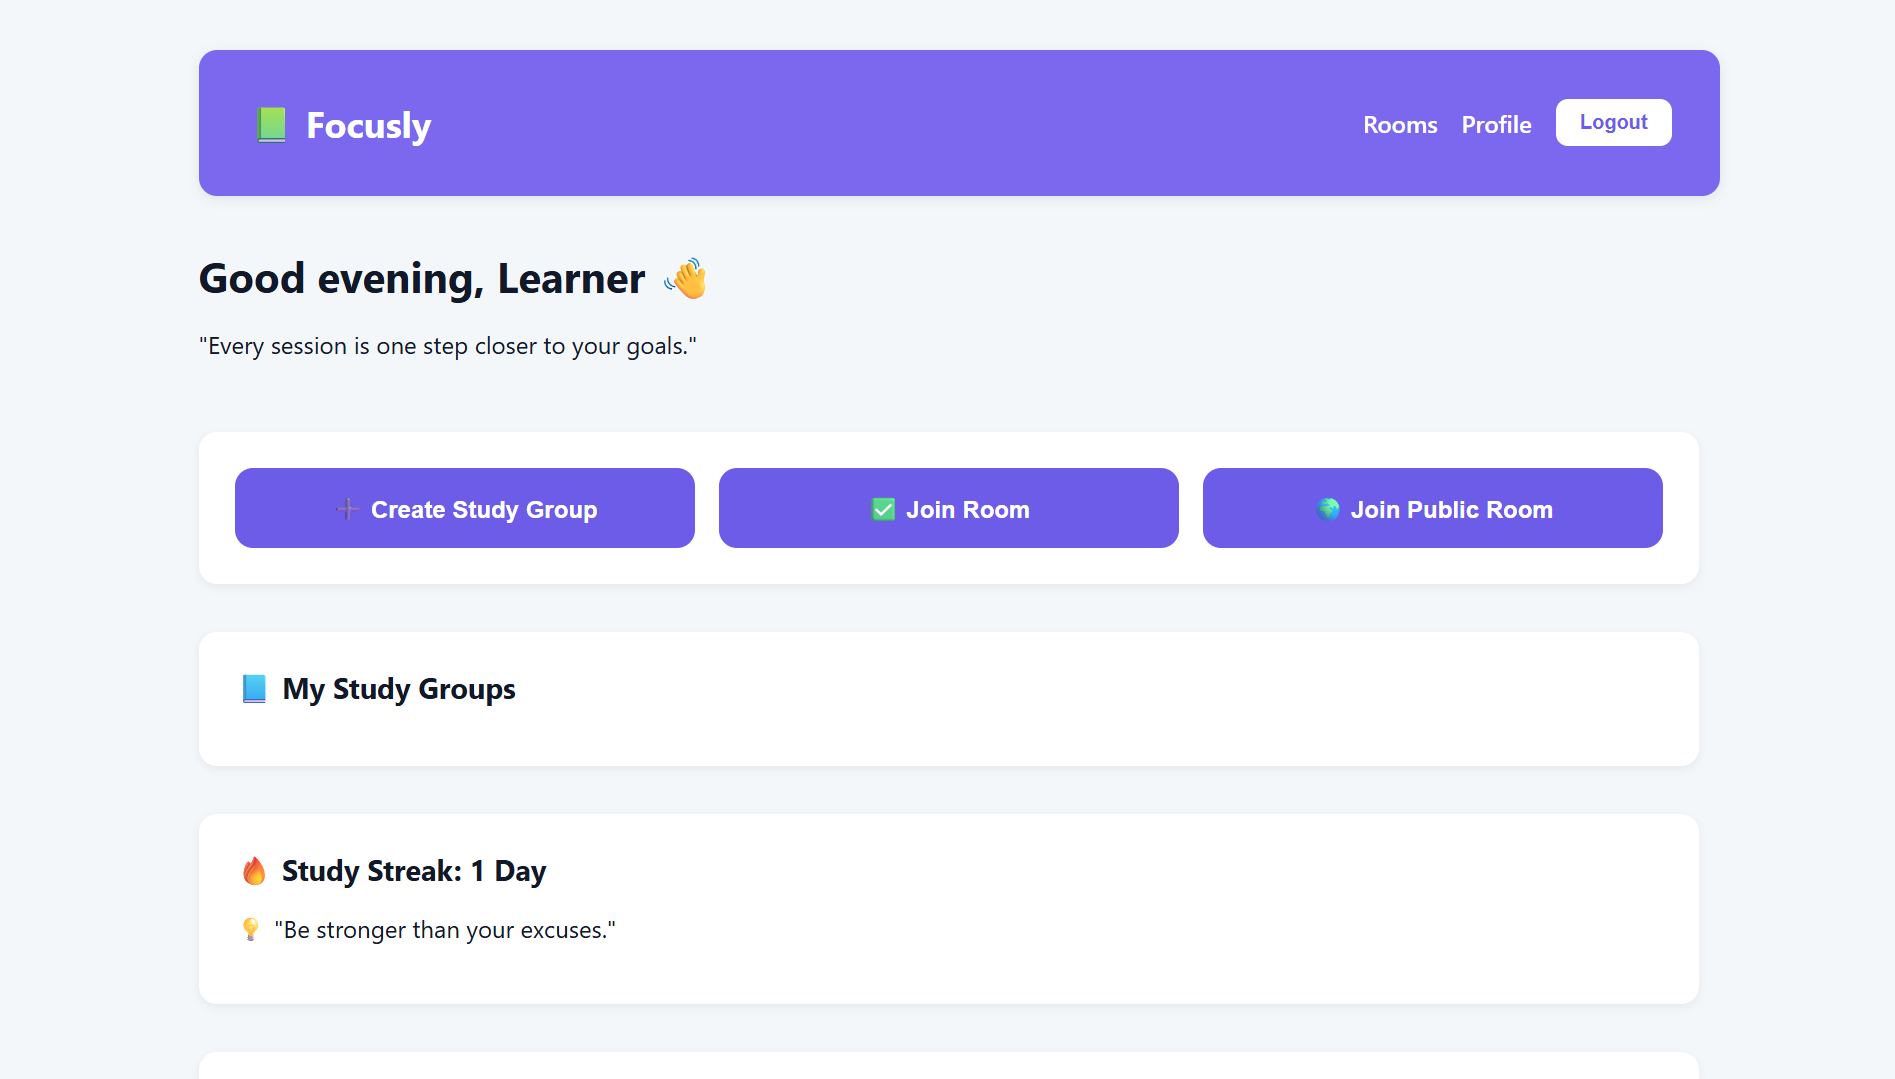 📗 Focusly
Rooms Profile Logout
Good evening, Learner 👋
"Every session is one step closer to your goals."
➕ Create Study Group
✅ Join Room
🌍 Join Public Room
📘 My Study Groups
🔥 Study Streak: 1 Day
💡 "Be stronger than your excuses."